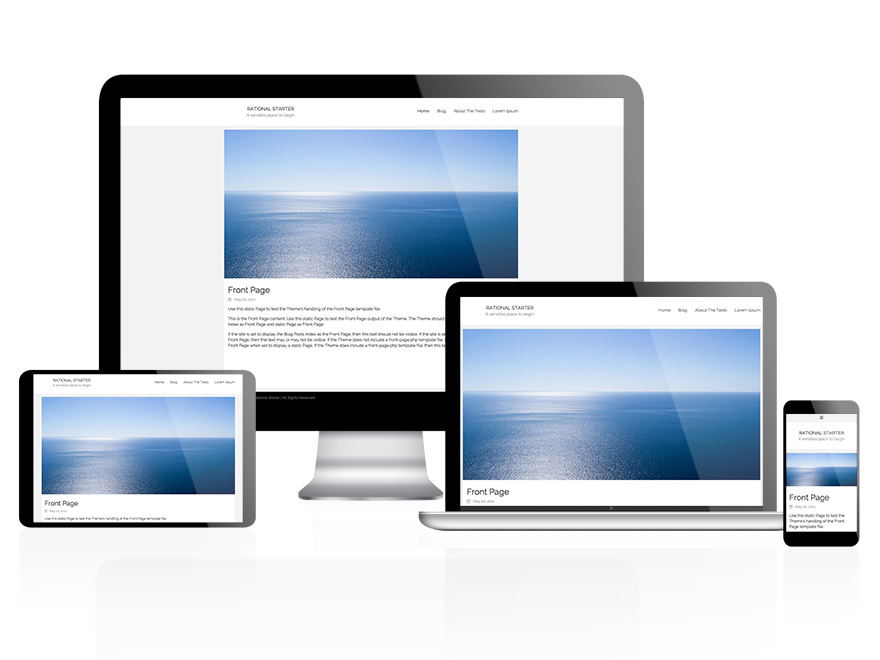 RATIONAL STARTER
A sensible place to begin
Home Blog About The Tests Lorem Ipsum
Front Page
May 20, 2011
Use this static Page to test the Theme's handling of the Front Page template file.
This is the Front Page content. Use this static Page to test the Front Page output of the Theme. The Theme should
Index as Front Page and static Page as Front Page.
If the site is set to display the Blog Posts Index as the Front Page, then this text should not be visible. If the site is
Front Page, then this text may or may not be visible. If the Theme does not include a front-page.php template file,
Front Page when set to display a static Page. If the Theme does include a front-page.php template file, then this
Starter | All Rights Reserved
RATIONAL STARTER
A sensible place to begin
Home Blog About The Tests Lorem Ipsum
Front Page
May 20, 2011
RATIONAL STARTER
A sensible place to begin
Home Blog About The Tests Lorem Ipsum
Front Page
May 20, 2011
Use this static Page to test the Theme's handling of the Front Page template file.
RATIONAL STARTER
A sensible place to begin
Front Page
May 20, 2011
Use this static Page to test the
Theme's handling of the Front
Page template file.